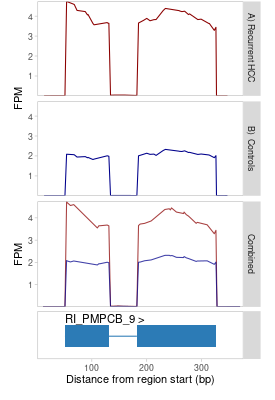 4
3
2
1
A) Recurrent HCC
FPM
4
3
2
1
B) Controls
4
3
2
1
Combined
FPM
RI_PMPCB_9 >
100
200
300
Distance from region start (bp)